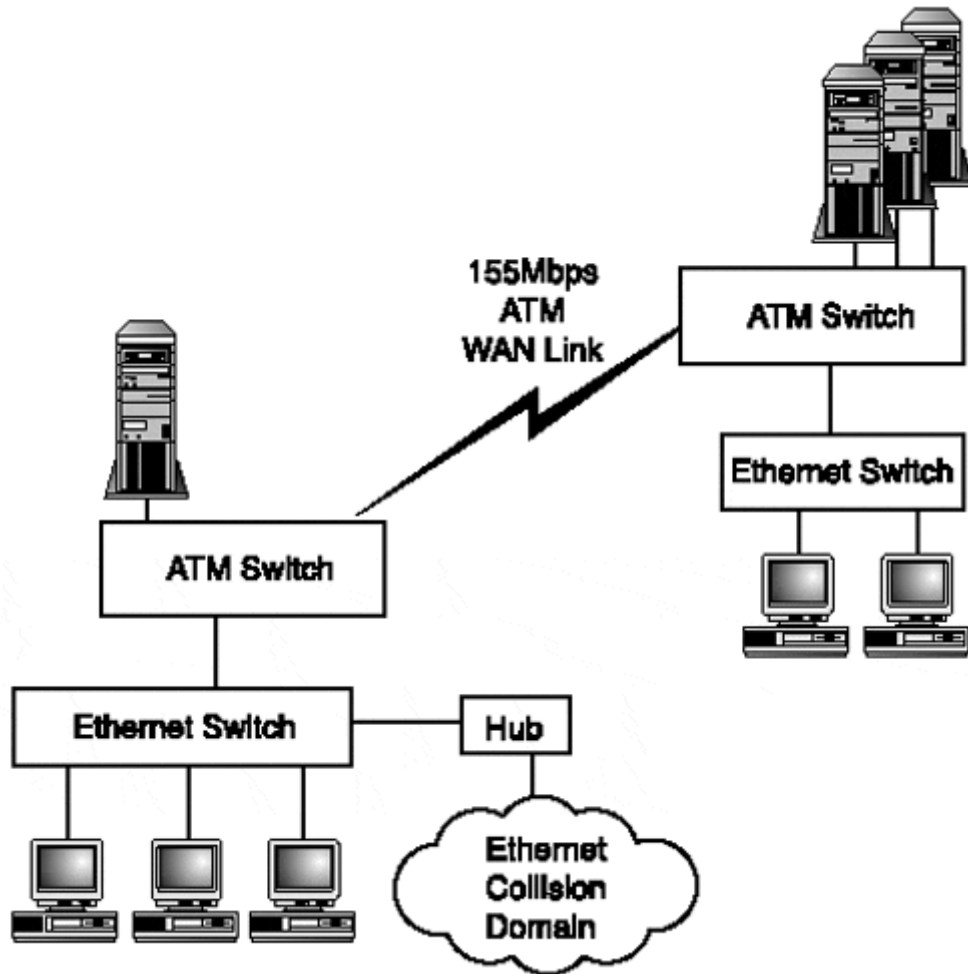 155Mbps
ATM
WAN Link
ATM Switch
Ethernet Switch
ATM Switch
Ethernet Switch
Hub
Ethernet
Collision
Domain